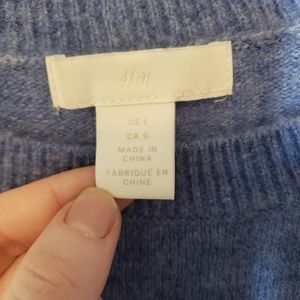 H&M
US L
CA G
MADE IN
CHINA
FABRIQUÉ EN
CHINE